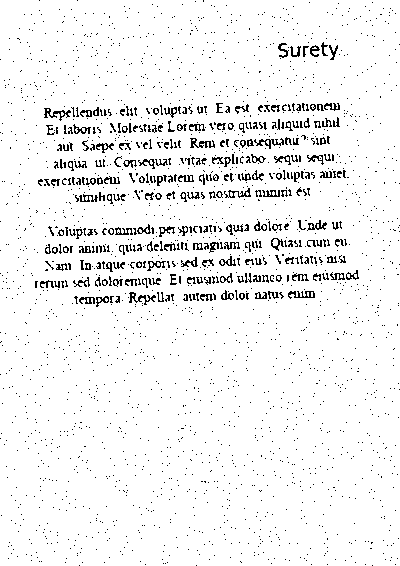 Surety
Repellendus elit voluptas ut. Ea est exercitationem.
Et laboris. Molestiae Lorem vero quasi aliquid nihil
aut. Saepe ex vel velit. Rem et consequatur? sint
aliqua ut. Consequat vitae explicabo sequi sequi
exercitationem. Voluptatem quo et unde voluptas amet.
similique. Vero et quas nostrud minim est
Voluptas commodi perspiciatis quia dolore. Unde ut
dolor animi, quia deleniti magnam qui. Quasi cum eu.
Nam. In atque corporis sed ex odit eius. Veritatis nisi
rerum sed doloremque. Et eiusmod ullamco rem eiusmod
tempora. Repellat, autem dolor natus enim